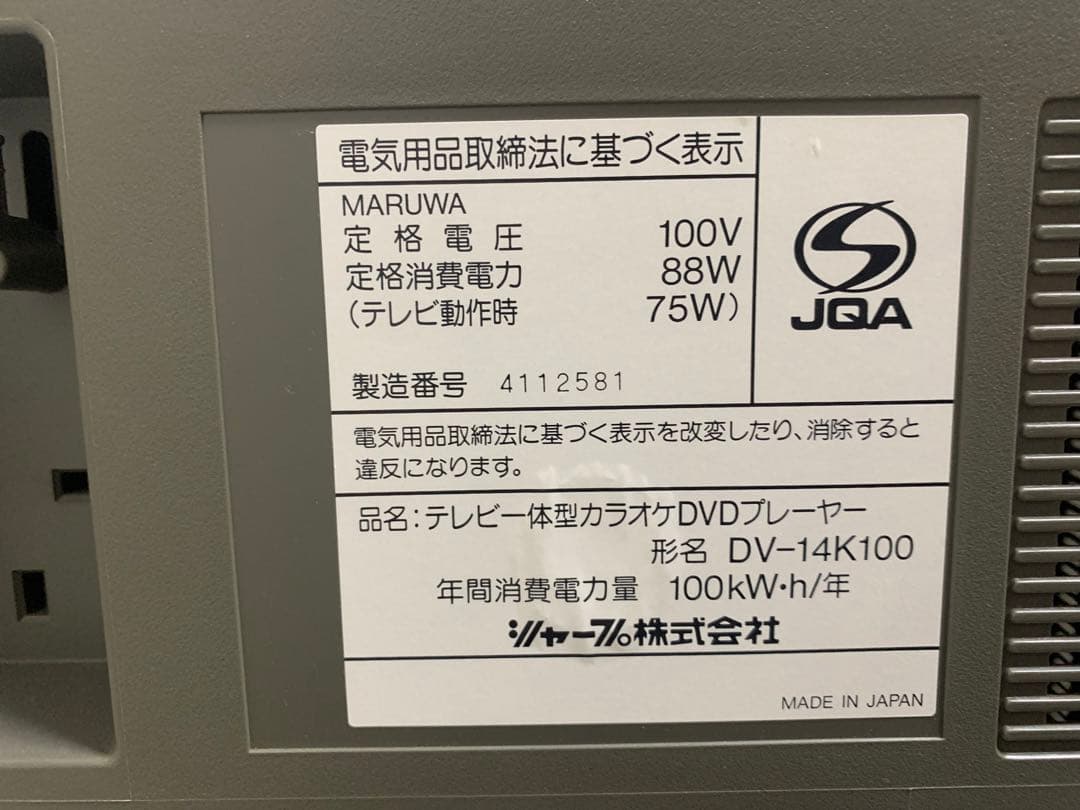 電気用品取締法に基づく表示
MARUWA
定格電圧 100V
定格消費電力 88W
(テレビ動作時 75W)
製造番号 4112581
JQA
電気用品取締法に基づく表示を改変したり、消除すると
違反になります。
品名:テレビ一体型カラオケDVDプレーヤー
形名 DV-14K100
年間消費電力量 100kW・h/年
シャープ株式会社
MADE IN JAPAN